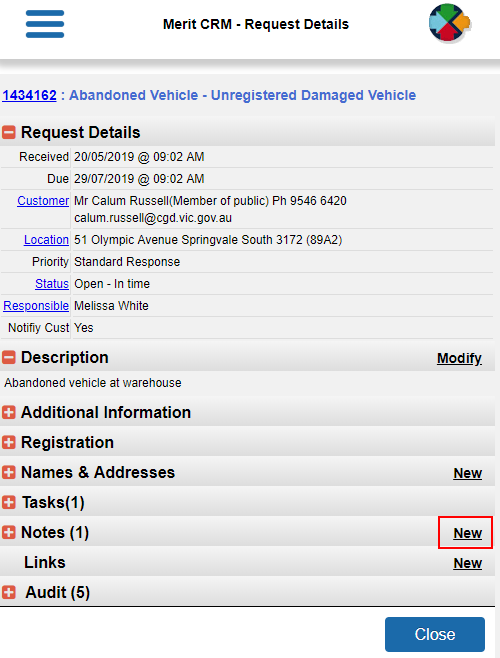 Merit CRM - Request Details
1434162 : Abandoned Vehicle - Unregistered Damaged Vehicle
Request Details
Received 20/05/2019 @ 09:02 AM
Due 29/07/2019 @ 09:02 AM
Customer Mr Calum Russell(Member of public) Ph 9546 6420
calum.russell@cgd.vic.gov.au
Location 51 Olympic Avenue Springvale South 3172 (89A2)
Priority Standard Response
Status Open - In time
Responsible Melissa White
Notifiy Cust Yes
Description Modify
Abandoned vehicle at warehouse
Additional Information
Registration
Names & Addresses New
Tasks(1)
Notes (1) New
Links New
Audit (5)
Close